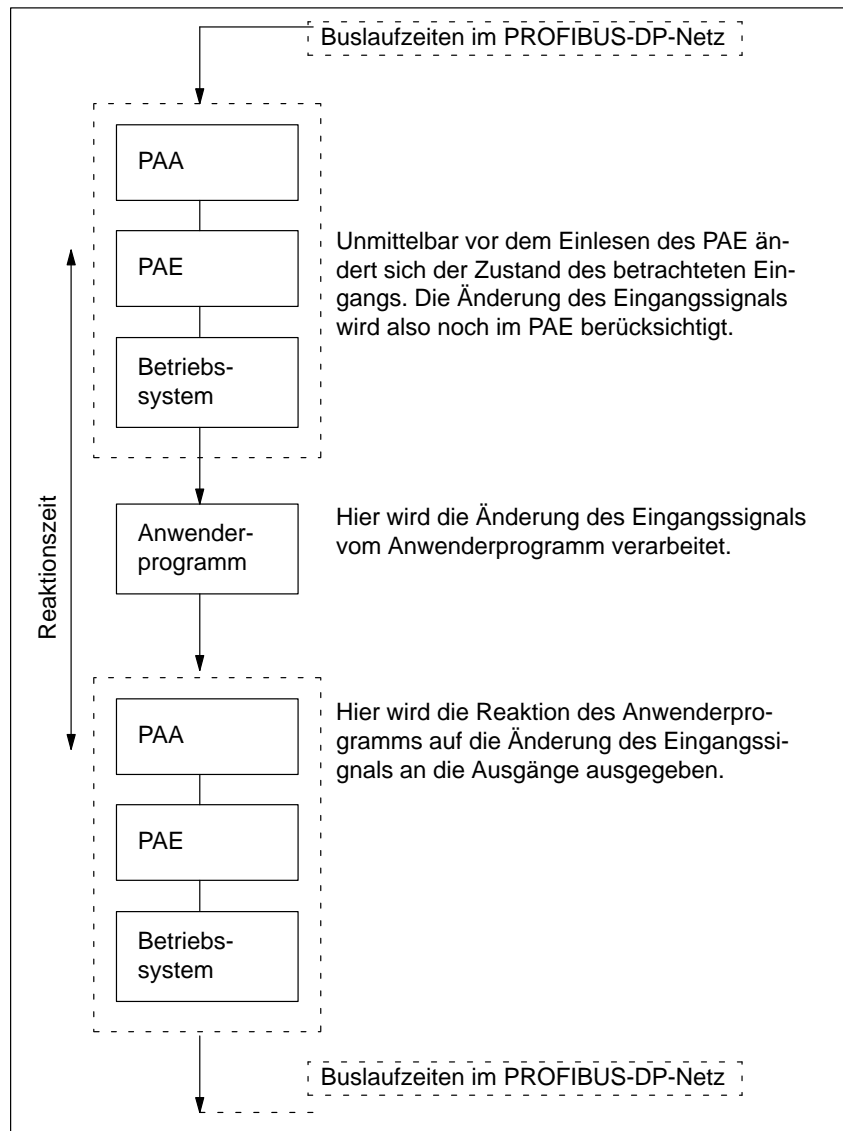 Buslaufzeiten im PROFIBUS-DP-Netz
PAA
PAE
Unmittelbar vor dem Einlesen des PAE än-
dert sich der Zustand des betrachteten Ein-
gangs. Die Änderung des Eingangssignals
wird also noch im PAE berücksichtigt.
Betriebs-
system
Reaktionszeit
Anwender-
programm
Hier wird die Änderung des Eingangssignals
vom Anwenderprogramm verarbeitet.
PAA
Hier wird die Reaktion des Anwenderpro-
gramms auf die Änderung des Eingangssi-
gnals an die Ausgänge ausgegeben.
PAE
Betriebs-
system
Buslaufzeiten im PROFIBUS-DP-Netz